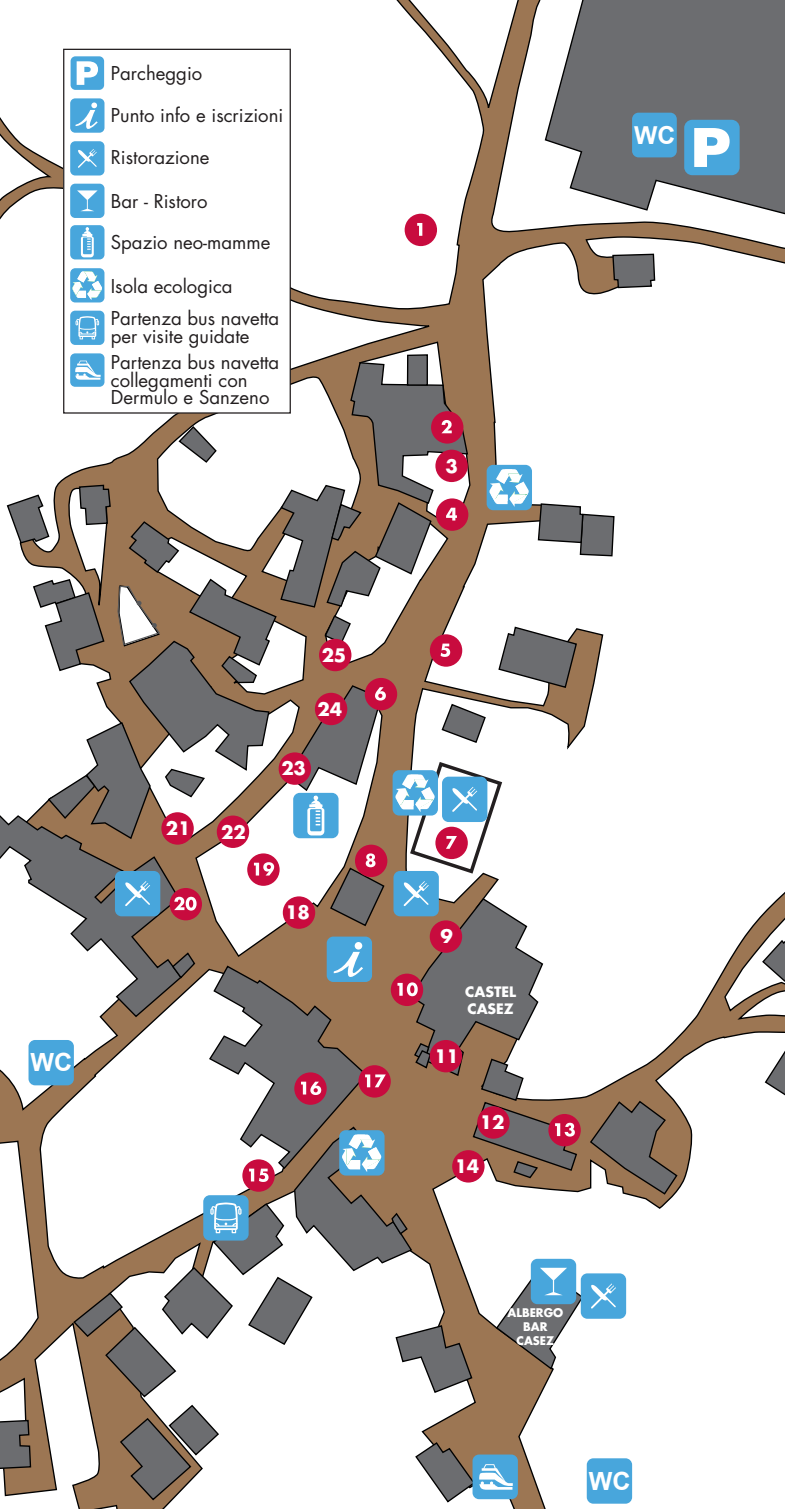 P Parcheggio
i Punto info e iscrizioni
Ristorazione
Bar - Ristoro
Spazio neo-mamme
Isola ecologica
Partenza bus navetta
per visite guidate
Partenza bus navetta
collegamenti con
Dermulo e Sanzeno
WC P
1
2
3
4
5
25
6
24
23
7
21
22
8
19
20
18
9
i
10
CASTEL
CASEZ
11
WC
17
16
12
13
14
15
ALBERGO
BAR
CASEZ
WC